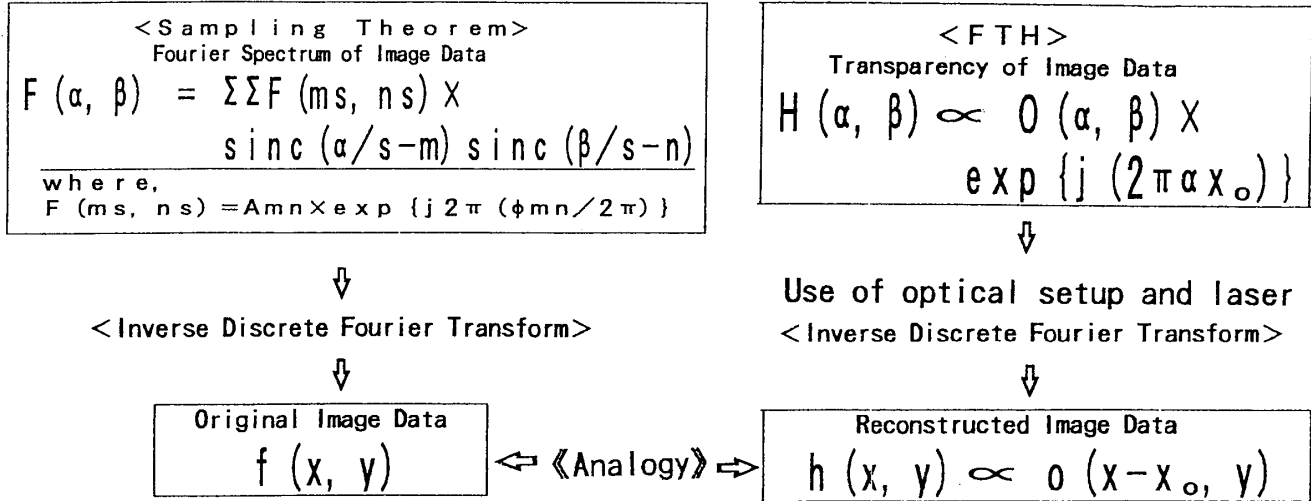 <Sampling Theorem>
Fourier Spectrum of Image Data
F (α, β) = ΣΣF (ms, ns) ×
sinc (α/s−m) sinc (β/s−n)
where,
F (ms, ns) =Amn×exp {j2π (φmn/2π) }
<Inverse Discrete Fourier Transform>
Original Image Data
f (x, y)
⇦《Analogy》⇨
<FTH>
Transparency of Image Data
H (α, β) ∝ O (α, β) ×
exp {j (2παx₀) }
Use of optical setup and laser
<Inverse Discrete Fourier Transform>
Reconstructed Image Data
h (x, y) ∝ o (x−x₀, y)